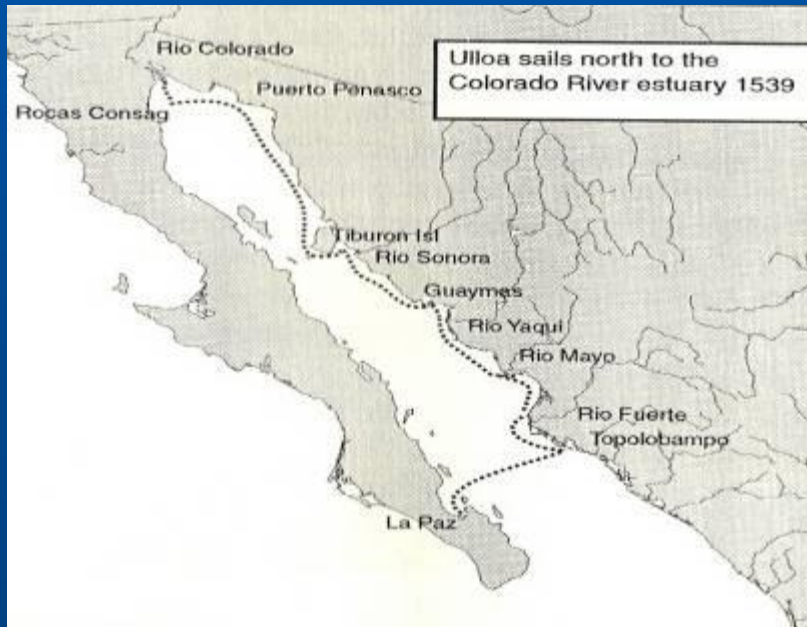 Ulloa sails north to the
Colorado River estuary 1539
Rio Colorado
Puerto Penasco
Rocas Consag
Tiburon Isl
Rio Sonora
Guaymas
Rio Yaqui
Rio Mayo
Rio Fuerte
Topolobampo
La Paz